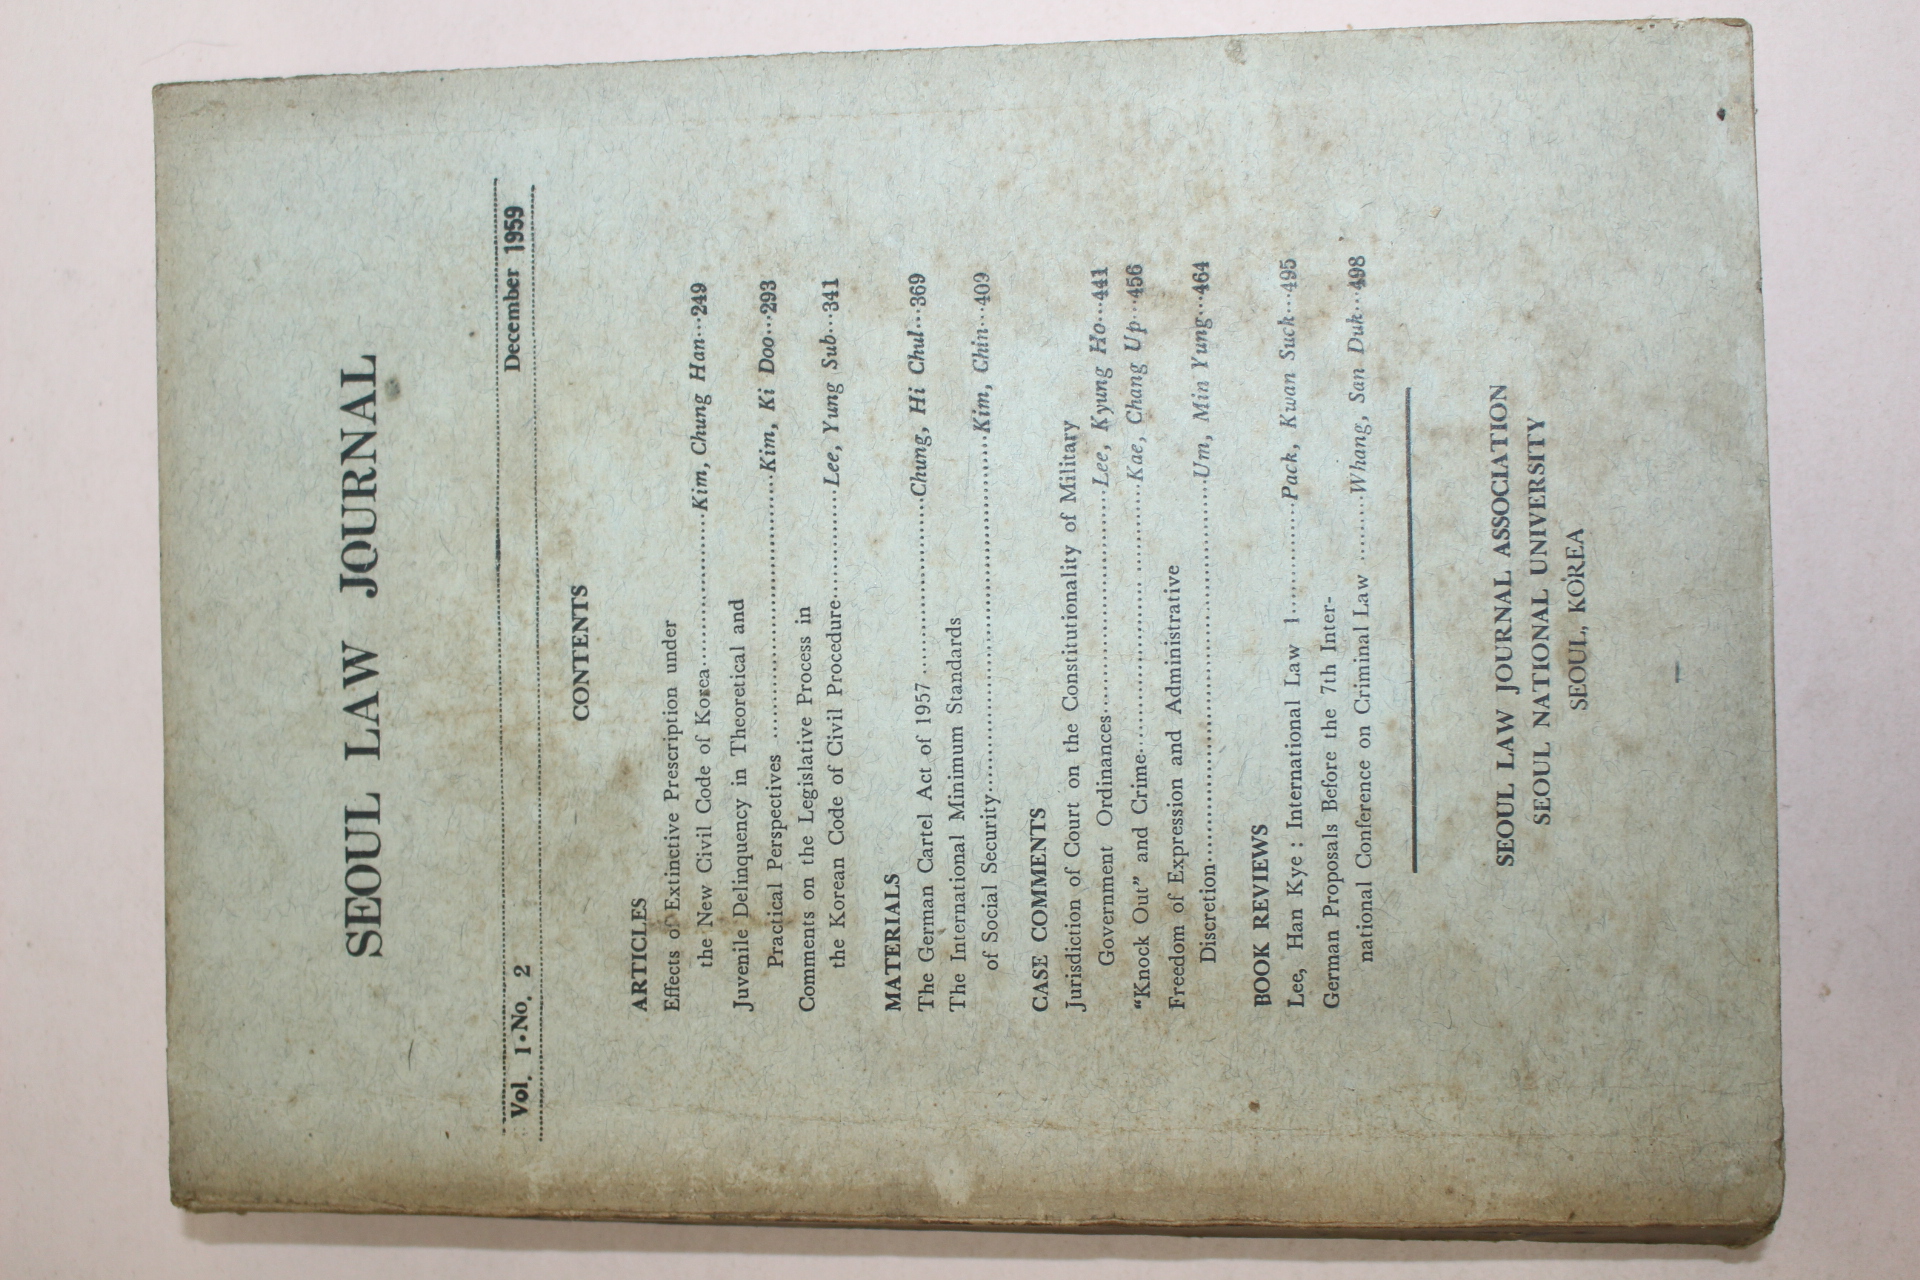 SEOUL LAW JOURNAL
Vol. 1·No. 2 December 1959
CONTENTS
ARTICLES
Effects of Extinctive Prescription under
the New Civil Code of Korea···············Kim, Chung Han···249
Juvenile Delinquency in Theoretical and
Practical Perspectives ························Kim, Ki Doo···293
Comments on the Legislative Process in
the Korean Code of Civil Procedure············Lee, Yung Sub···341
MATERIALS
The German Cartel Act of 1957 ··················Chung, Hi Chul···369
The International Minimum Standards
of Social Security·································Kim, Chin···409
CASE COMMENTS
Jurisdiction of Court on the Constitutionality of Military
Government Ordinances·····················Lee, Kyung Ho···441
"Knock Out" and Crime························Kae, Chang Up···456
Freedom of Expression and Administrative
Discretion·······································Um, Min Yung···464
BOOK REVIEWS
Lee, Han Kye : International Law 1············Pack, Kwan Suck···495
German Proposals Before the 7th Inter-
national Conference on Criminal Law ·········Whang, San Duk···498
SEOUL LAW JOURNAL ASSOCIATION
SEOUL NATIONAL UNIVERSITY
SEOUL, KOREA